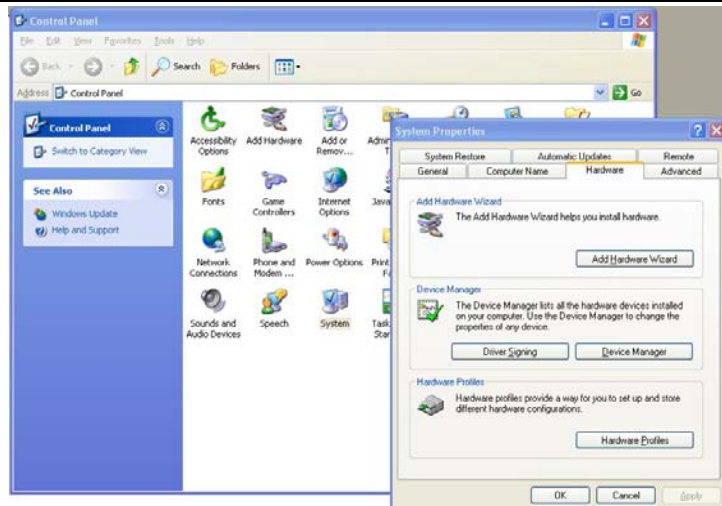 Control Panel
File Edit View Favorites Tools Help
Back Search Folders
Address Control Panel Go
Control Panel
Switch to Category View
See Also
Windows Update
Help and Support
Accessibility Options
Add Hardware
Add or Remov...
Fonts
Game Controllers
Internet Options
Java
Network Connections
Phone and Modem ...
Power Options
Print
Sounds and Audio Devices
Speech
System
Task
Star
System Properties
System Restore Automatic Updates Remote
General Computer Name Hardware Advanced
Add Hardware Wizard
The Add Hardware Wizard helps you install hardware.
Add Hardware Wizard
Device Manager
The Device Manager lists all the hardware devices installed
on your computer. Use the Device Manager to change the
properties of any device.
Driver Signing Device Manager
Hardware Profiles
Hardware profiles provide a way for you to set up and store
different hardware configurations.
Hardware Profiles
OK Cancel Apply